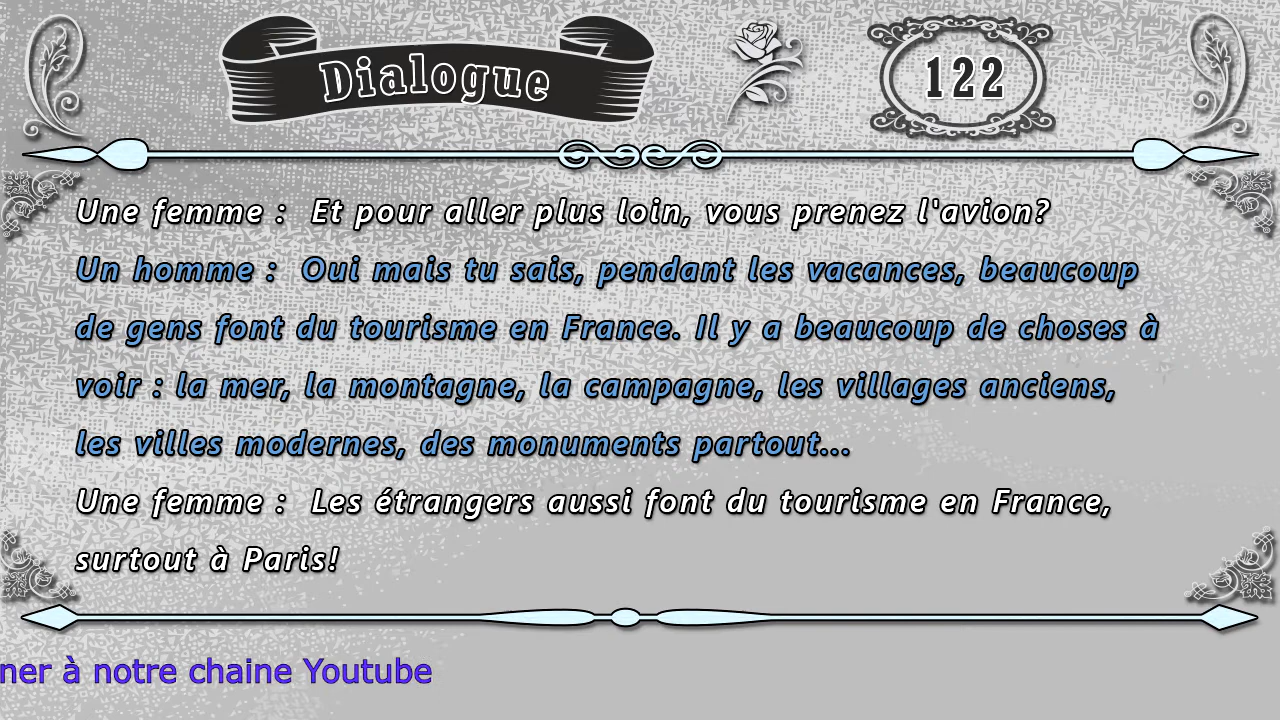 Dialogue
122
Une femme : Et pour aller plus loin, vous prenez l'avion?
Un homme : Oui mais tu sais, pendant les vacances, beaucoup
de gens font du tourisme en France. Il y a beaucoup de choses à
voir : la mer, la montagne, la campagne, les villages anciens,
les villes modernes, des monuments partout...
Une femme : Les étrangers aussi font du tourisme en France,
surtout à Paris!
ner à notre chaine Youtube